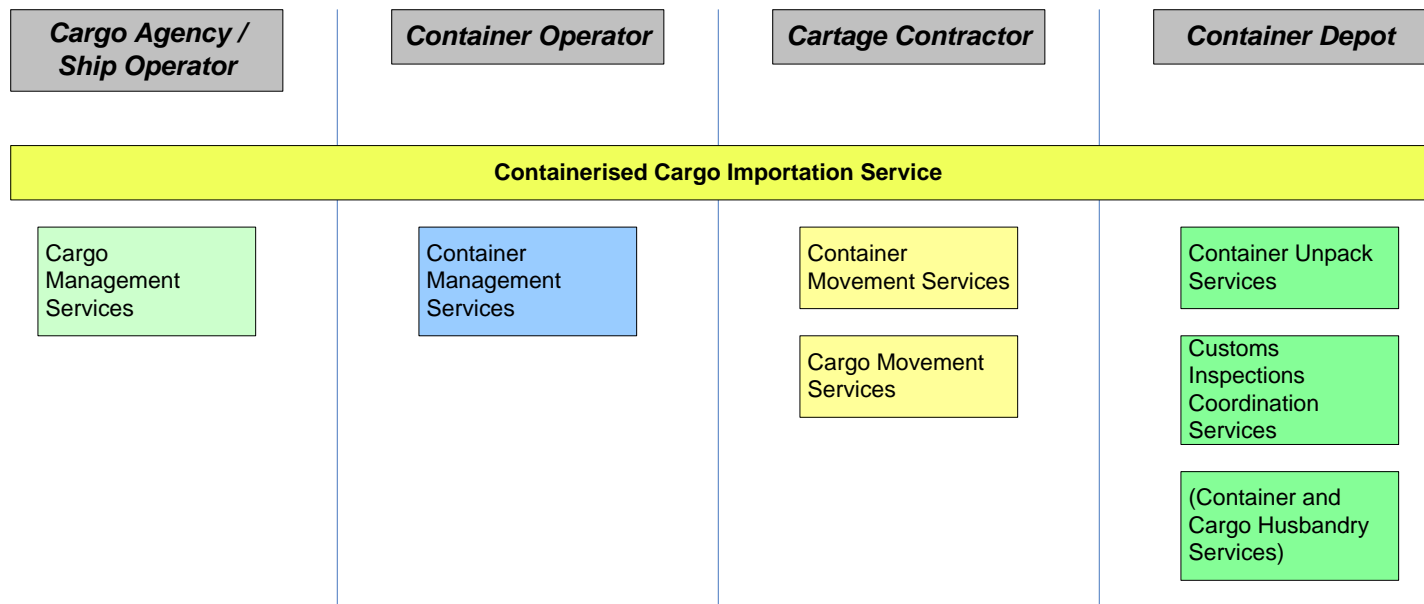 Cargo Agency /
Ship Operator
Container Operator
Cartage Contractor
Container Depot
Containerised Cargo Importation Service
Cargo
Management
Services
Container
Management
Services
Container
Movement Services
Cargo Movement
Services
Container Unpack
Services
Customs
Inspections
Coordination
Services
(Container and
Cargo Husbandry
Services)